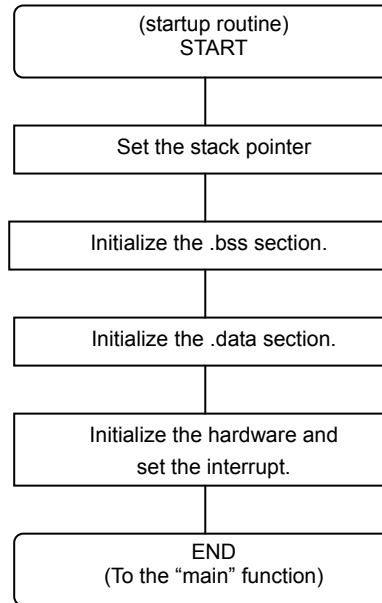 (startup routine)
START
Set the stack pointer
Initialize the .bss section.
Initialize the .data section.
Initialize the hardware and
set the interrupt.
END
(To the “main” function)